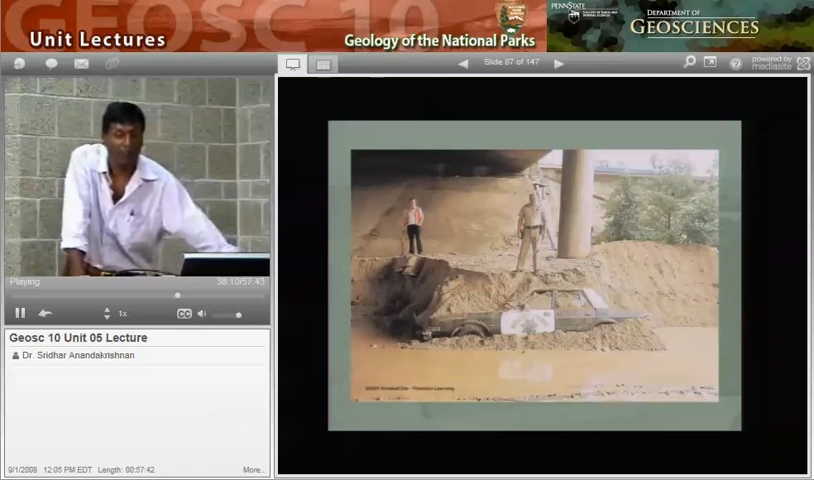 GEOSC 10
Unit Lectures
Geology of the National Parks
PENNSTATE
DEPARTMENT OF
GEOSCIENCES
Slide 87 of 147
powered by
mediasite
Playing
38:10/57:43
1x
CC
Geosc 10 Unit 05 Lecture
Dr. Sridhar Anandakrishnan
9/1/2008 12:05 PM EDT Length: 00:57:42 More...